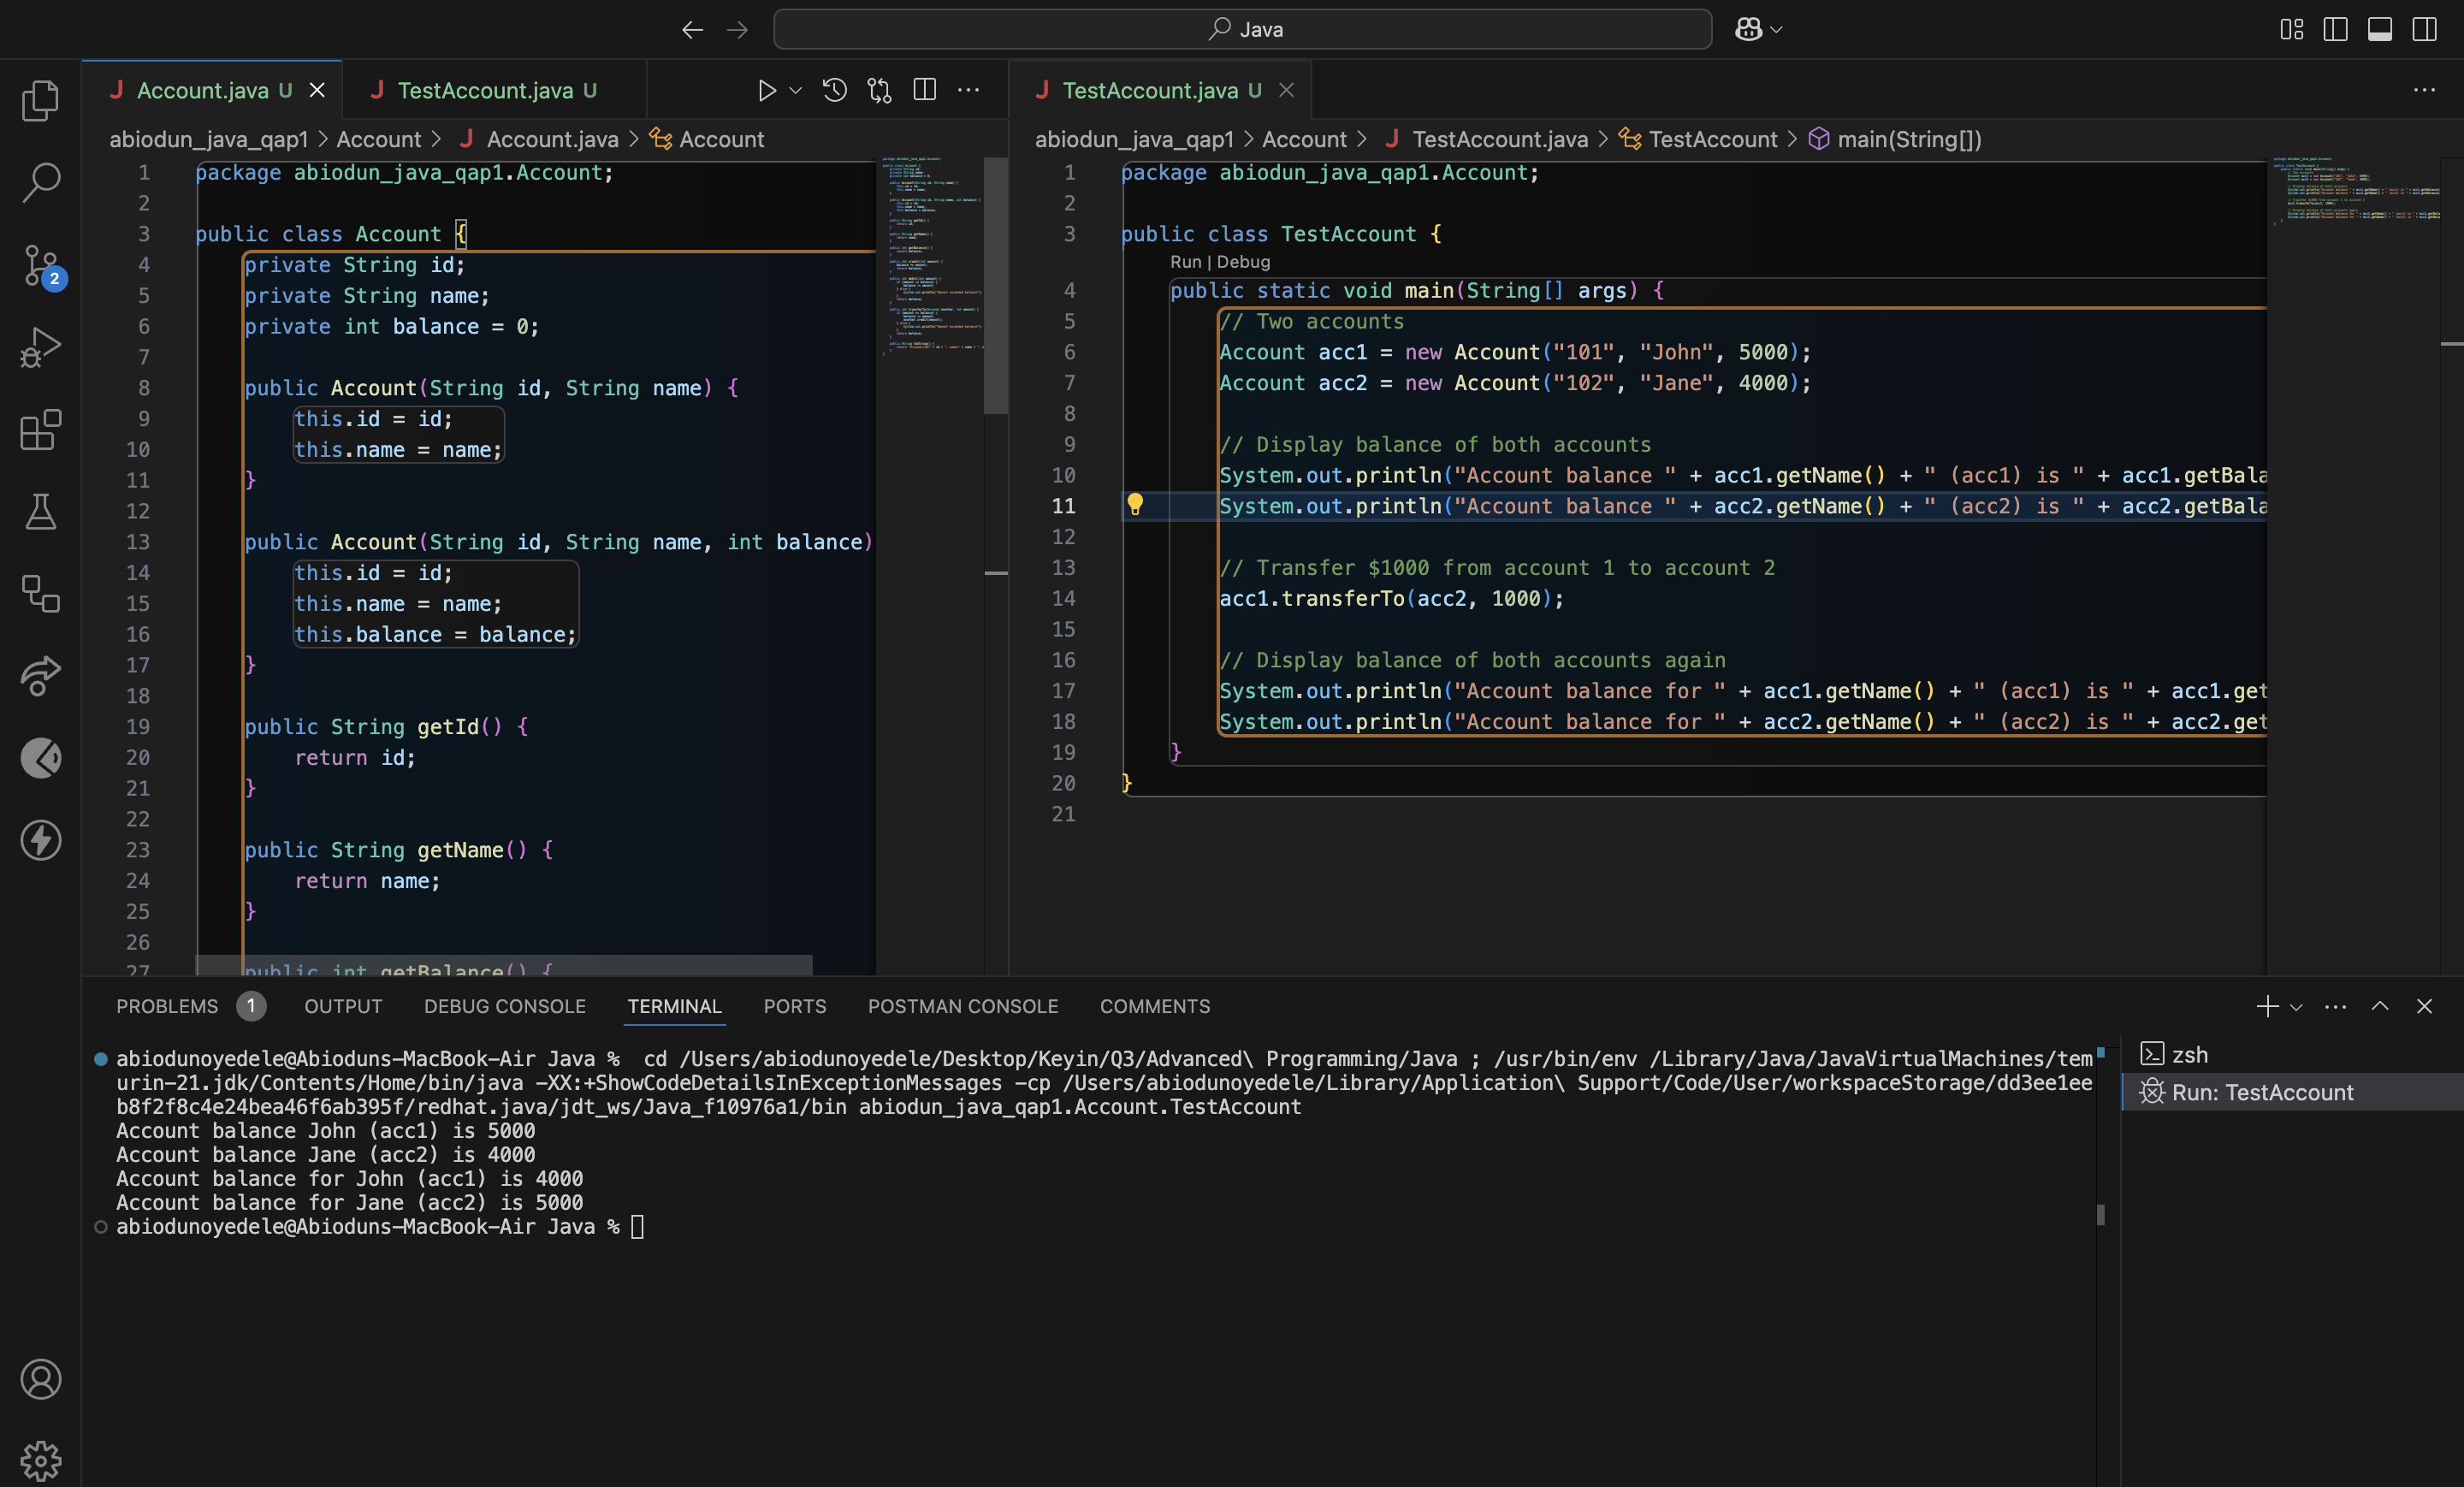 Java
Account.java U
TestAccount.java U
abiodun_java_qap1 > Account > Account.java > Account
1 package abiodun_java_qap1.Account;
2
3 public class Account {
4 private String id;
5 private String name;
6 private int balance = 0;
7
8 public Account(String id, String name) {
9 this.id = id;
10 this.name = name;
11 }
12
13 public Account(String id, String name, int balance)
14 this.id = id;
15 this.name = name;
16 this.balance = balance;
17 }
18
19 public String getId() {
20 return id;
21 }
22
23 public String getName() {
24 return name;
25 }
26
27 public int getBalance() {
TestAccount.java U
abiodun_java_qap1 > Account > TestAccount.java > TestAccount > main(String[])
1 package abiodun_java_qap1.Account;
2
3 public class TestAccount {
Run | Debug
4 public static void main(String[] args) {
5 // Two accounts
6 Account acc1 = new Account("101", "John", 5000);
7 Account acc2 = new Account("102", "Jane", 4000);
8
9 // Display balance of both accounts
10 System.out.println("Account balance " + acc1.getName() + " (acc1) is " + acc1.getBala
11 System.out.println("Account balance " + acc2.getName() + " (acc2) is " + acc2.getBala
12
13 // Transfer $1000 from account 1 to account 2
14 acc1.transferTo(acc2, 1000);
15
16 // Display balance of both accounts again
17 System.out.println("Account balance for " + acc1.getName() + " (acc1) is " + acc1.get
18 System.out.println("Account balance for " + acc2.getName() + " (acc2) is " + acc2.get
19 }
20 }
21
2
PROBLEMS 1 OUTPUT DEBUG CONSOLE TERMINAL PORTS POSTMAN CONSOLE COMMENTS
abiodunoyedele@Abioduns-MacBook-Air Java % cd /Users/abiodunoyedele/Desktop/Keyin/Q3/Advanced\ Programming/Java ; /usr/bin/env /Library/Java/JavaVirtualMachines/tem
urin-21.jdk/Contents/Home/bin/java -XX:+ShowCodeDetailsInExceptionMessages -cp /Users/abiodunoyedele/Library/Application\ Support/Code/User/workspaceStorage/dd3ee1ee
b8f2f8c4e24bea46f6ab395f/redhat.java/jdt_ws/Java_f10976a1/bin abiodun_java_qap1.Account.TestAccount
Account balance John (acc1) is 5000
Account balance Jane (acc2) is 4000
Account balance for John (acc1) is 4000
Account balance for Jane (acc2) is 5000
abiodunoyedele@Abioduns-MacBook-Air Java %
zsh
Run: TestAccount